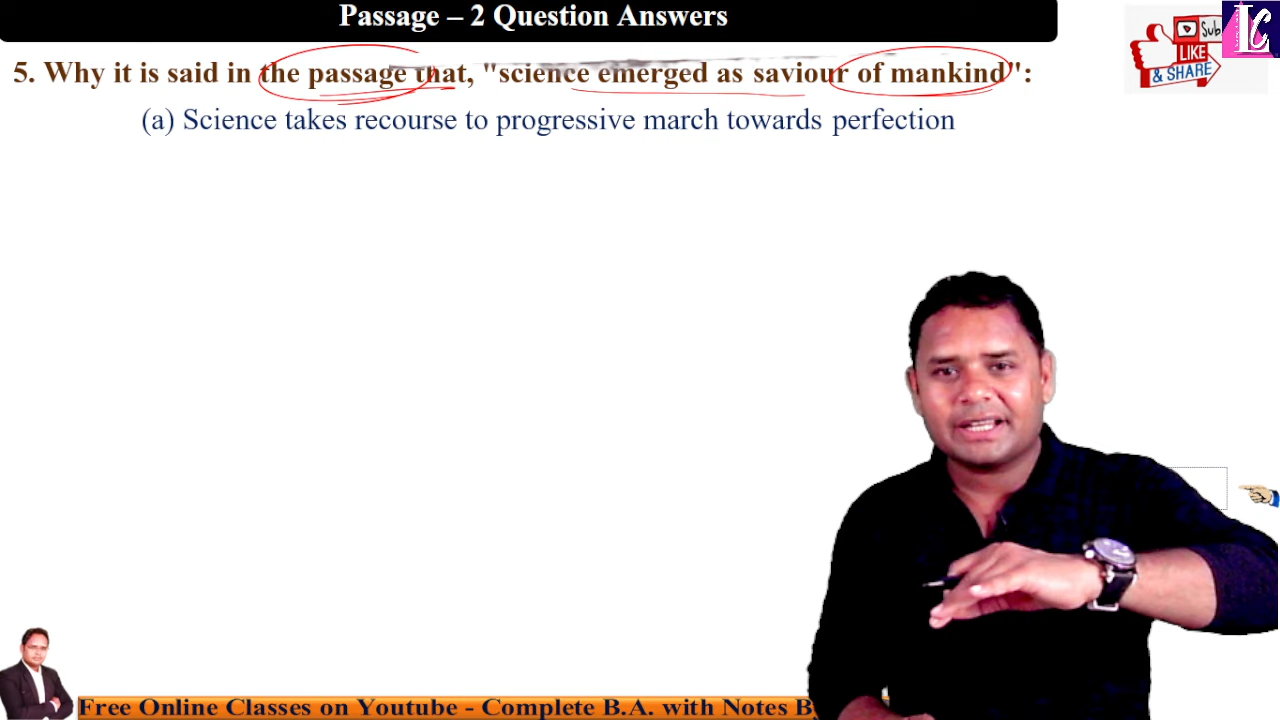 Passage – 2 Question Answers
5. Why it is said in the passage that, "science emerged as saviour of mankind":
(a) Science takes recourse to progressive march towards perfection
Sub
LIKE
& SHARE
LC
Free Online Classes on Youtube - Complete B.A. with Notes By